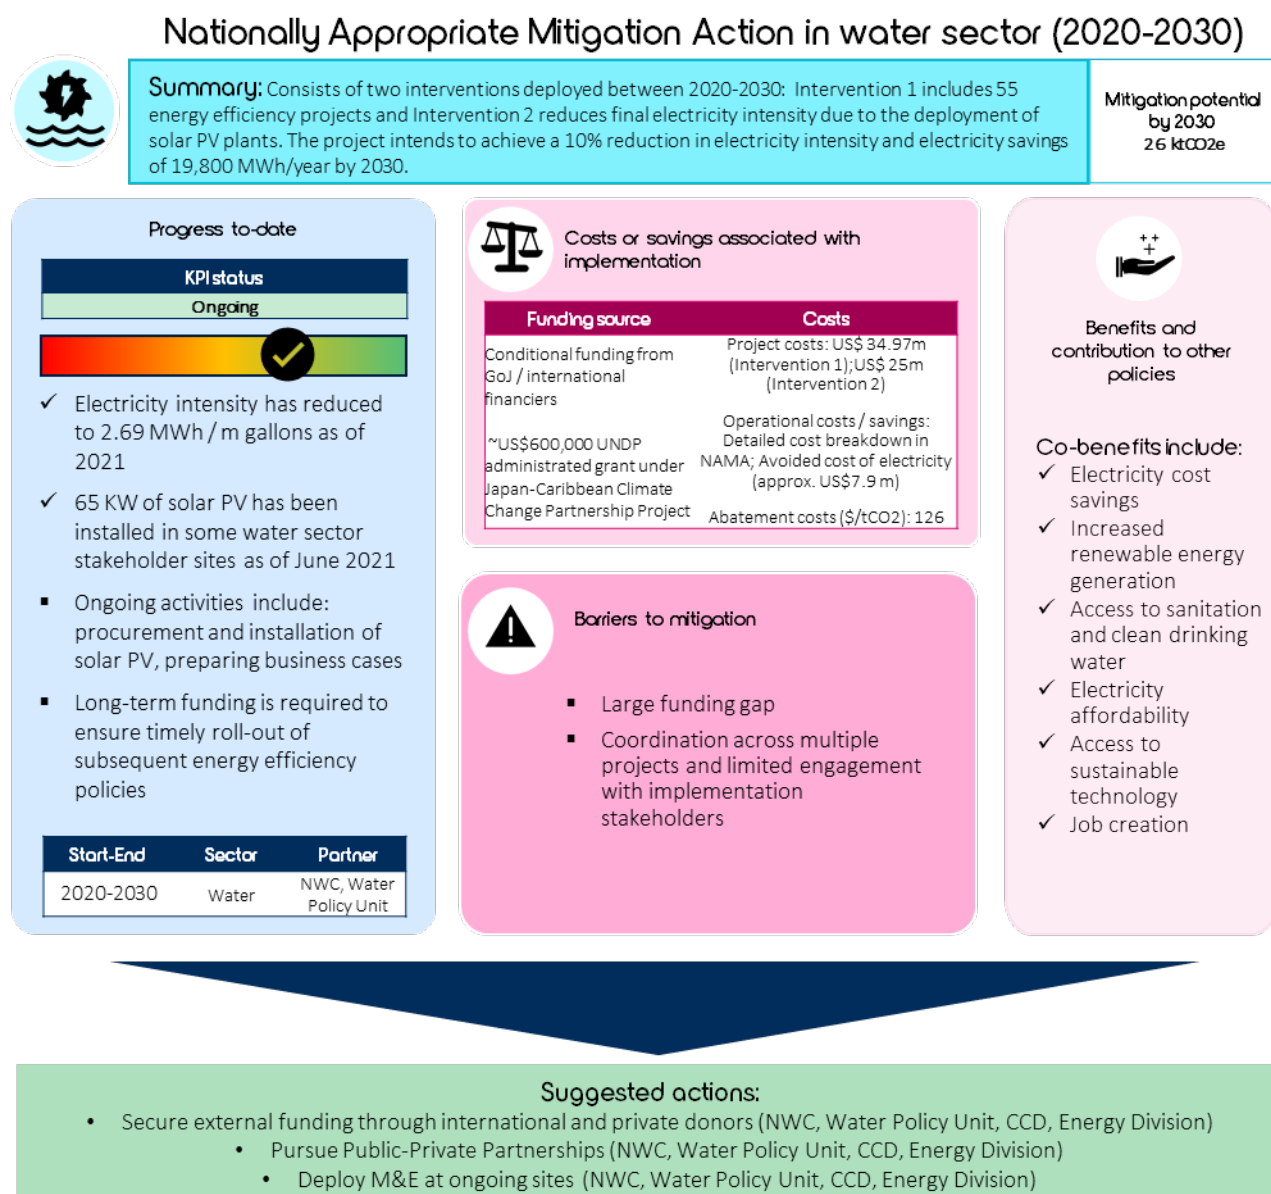 Nationally Appropriate Mitigation Action in water sector (2020-2030)
Summary: Consists of two interventions deployed between 2020-2030: Intervention 1 includes 55
energy efficiency projects and Intervention 2 reduces final electricity intensity due to the deployment of
solar PV plants. The project intends to achieve a 10% reduction in electricity intensity and electricity savings
of 19,800 MWh/year by 2030.
Mitigation potential
by 2030
26 ktCO2e
Progress to-date
KPI status
Ongoing
✓ Electricity intensity has reduced
to 2.69 MWh / m gallons as of
2021
✓ 65 KW of solar PV has been
installed in some water sector
stakeholder sites as of June 2021
▪ Ongoing activities include:
procurement and installation of
solar PV, preparing business cases
▪ Long-term funding is required to
ensure timely roll-out of
subsequent energy efficiency
policies
Start-End Sector Partner
2020-2030 Water NWC, Water
Policy Unit
Costs or savings associated with
implementation
Funding source Costs
Conditional funding from
GoJ / international
financiers
~US$600,000 UNDP
administrated grant under
Japan-Caribbean Climate
Change Partnership Project
Project costs: US$ 34.97m
(Intervention 1);US$ 25m
(Intervention 2)
Operational costs / savings:
Detailed cost breakdown in
NAMA; Avoided cost of electricity
(approx. US$7.9 m)
Abatement costs ($/tCO2): 126
Barriers to mitigation
▪ Large funding gap
▪ Coordination across multiple
projects and limited engagement
with implementation
stakeholders
Benefits and
contribution to other
policies
Co-benefits include:
✓ Electricity cost
savings
✓ Increased
renewable energy
generation
✓ Access to sanitation
and clean drinking
water
✓ Electricity
affordability
✓ Access to
sustainable
technology
✓ Job creation
Suggested actions:
• Secure external funding through international and private donors (NWC, Water Policy Unit, CCD, Energy Division)
• Pursue Public-Private Partnerships (NWC, Water Policy Unit, CCD, Energy Division)
• Deploy M&E at ongoing sites (NWC, Water Policy Unit, CCD, Energy Division)